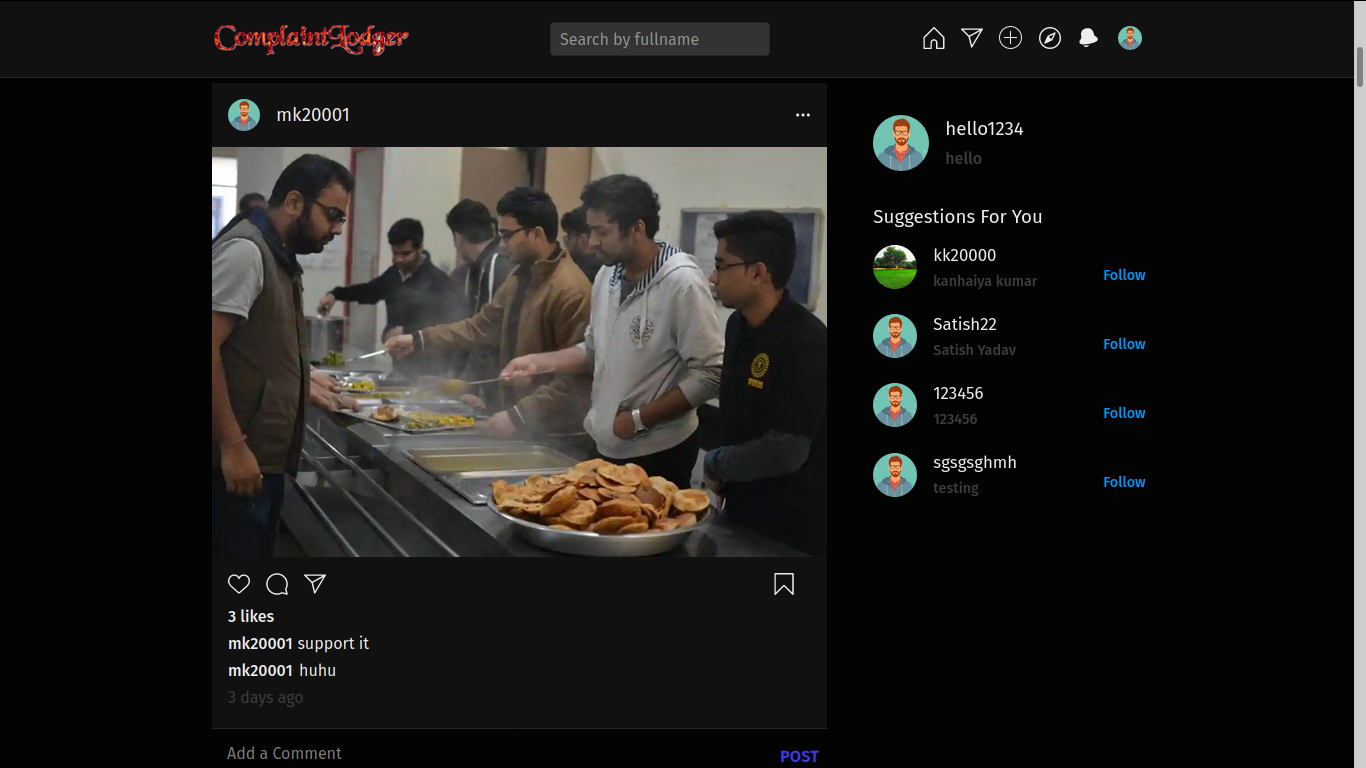 ComplaintLodger
Search by fullname
mk20001
hello1234
hello
Suggestions For You
kk20000
kanhaiya kumar
Follow
Satish22
Satish Yadav
Follow
123456
123456
Follow
sgsgsghmh
testing
Follow
3 likes
mk20001 support it
mk20001 huhu
3 days ago
Add a Comment
POST